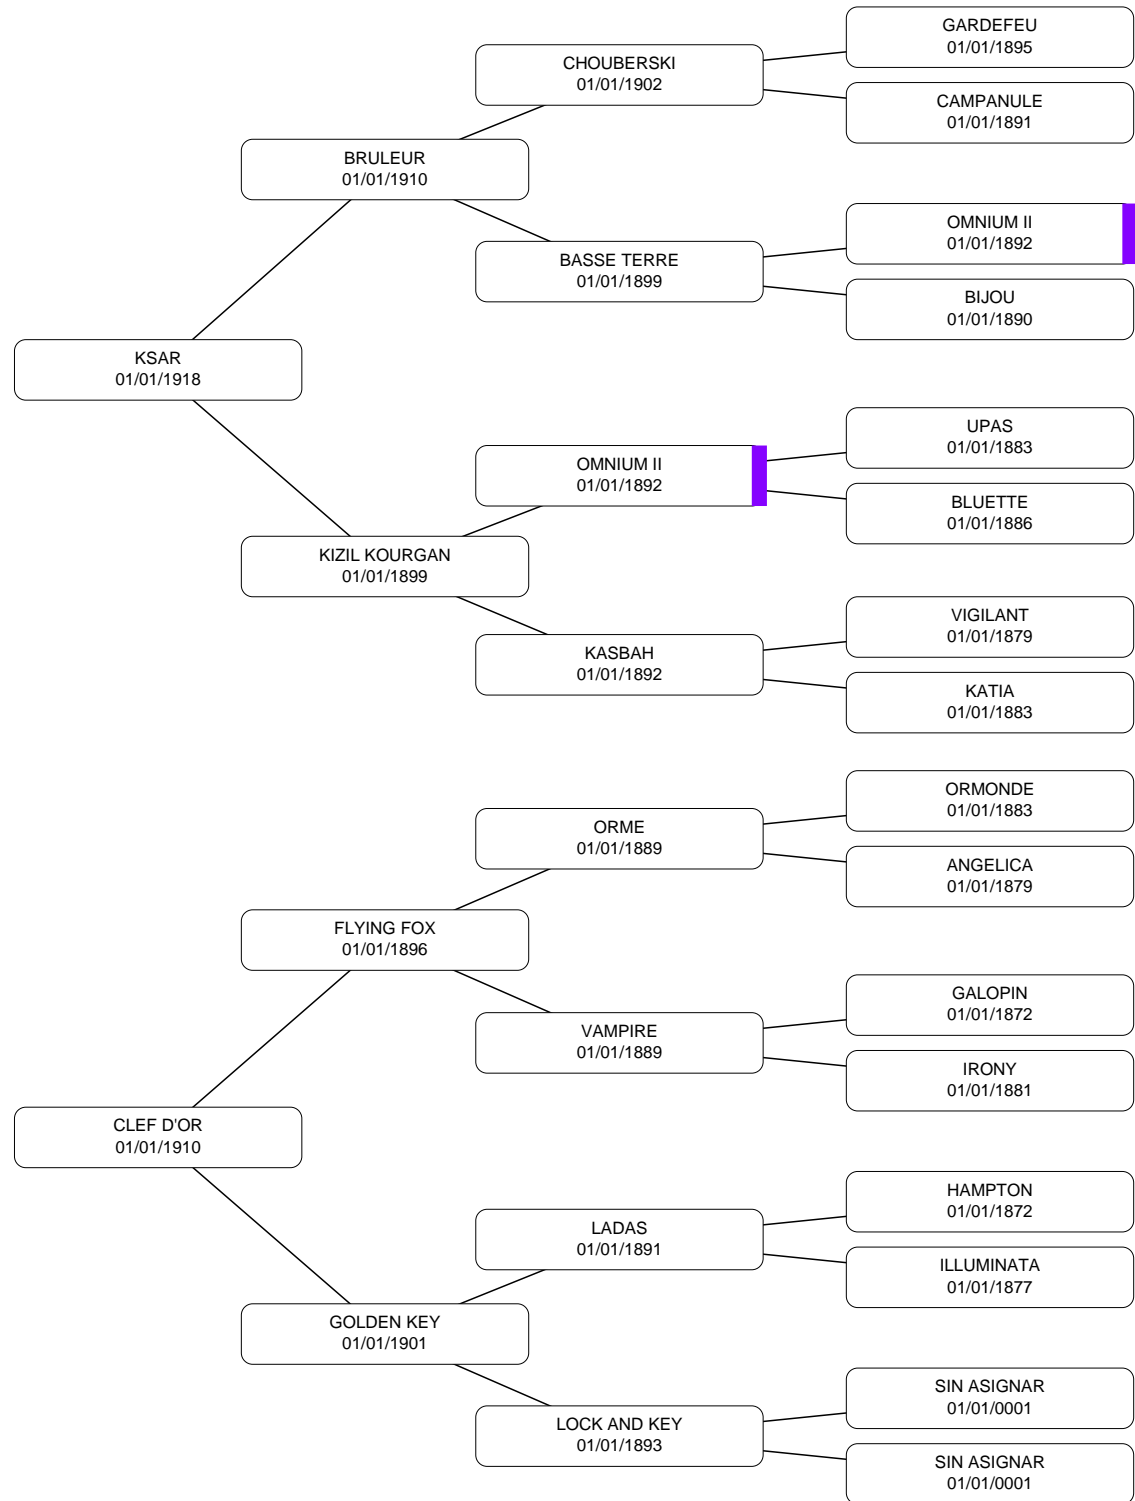 GARDEFEU
01/01/1895
CHOUBERSKI
01/01/1902
CAMPANULE
01/01/1891
BRULEUR
01/01/1910
OMNIUM II
01/01/1892
BASSE TERRE
01/01/1899
BIJOU
01/01/1890
KSAR
01/01/1918
UPAS
01/01/1883
OMNIUM II
01/01/1892
BLUETTE
01/01/1886
KIZIL KOURGAN
01/01/1899
VIGILANT
01/01/1879
KASBAH
01/01/1892
KATIA
01/01/1883
ORMONDE
01/01/1883
ORME
01/01/1889
ANGELICA
01/01/1879
FLYING FOX
01/01/1896
GALOPIN
01/01/1872
VAMPIRE
01/01/1889
IRONY
01/01/1881
CLEF D'OR
01/01/1910
HAMPTON
01/01/1872
LADAS
01/01/1891
ILLUMINATA
01/01/1877
GOLDEN KEY
01/01/1901
SIN ASIGNAR
01/01/0001
LOCK AND KEY
01/01/1893
SIN ASIGNAR
01/01/0001